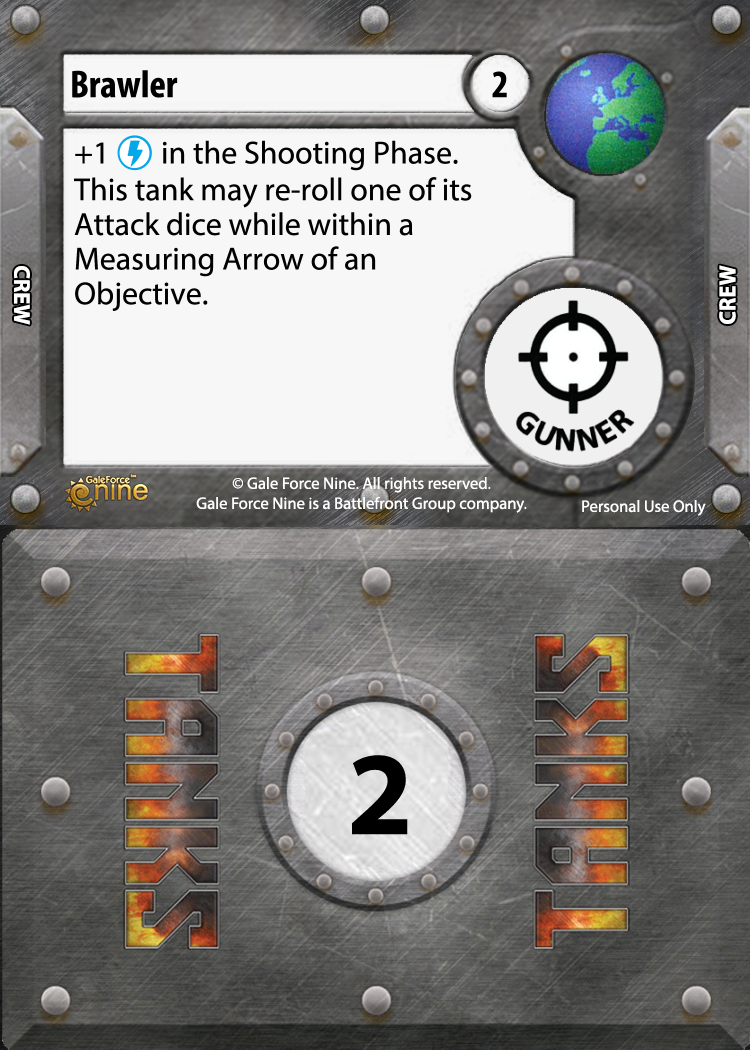 Brawler
2
+1 in the Shooting Phase.
This tank may re-roll one of its
Attack dice while within a
Measuring Arrow of an
Objective.
CREW
CREW
GUNNER
GaleForce™
nine
© Gale Force Nine. All rights reserved.
Gale Force Nine is a Battlefront Group company.
Personal Use Only
TANKS
2
TANKS